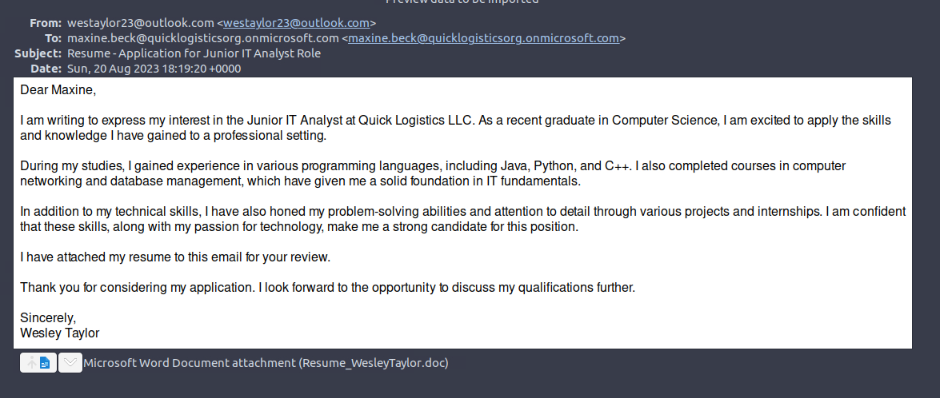 Preview data to be imported
From: westaylor23@outlook.com <westaylor23@outlook.com>
To: maxine.beck@quicklogisticsorg.onmicrosoft.com <maxine.beck@quicklogisticsorg.onmicrosoft.com>
Subject: Resume - Application for Junior IT Analyst Role
Date: Sun, 20 Aug 2023 18:19:20 +0000
Dear Maxine,
I am writing to express my interest in the Junior IT Analyst at Quick Logistics LLC. As a recent graduate in Computer Science, I am excited to apply the skills
and knowledge I have gained to a professional setting.
During my studies, I gained experience in various programming languages, including Java, Python, and C++. I also completed courses in computer
networking and database management, which have given me a solid foundation in IT fundamentals.
In addition to my technical skills, I have also honed my problem-solving abilities and attention to detail through various projects and internships. I am confident
that these skills, along with my passion for technology, make me a strong candidate for this position.
I have attached my resume to this email for your review.
Thank you for considering my application. I look forward to the opportunity to discuss my qualifications further.
Sincerely,
Wesley Taylor
Microsoft Word Document attachment (Resume_WesleyTaylor.doc)